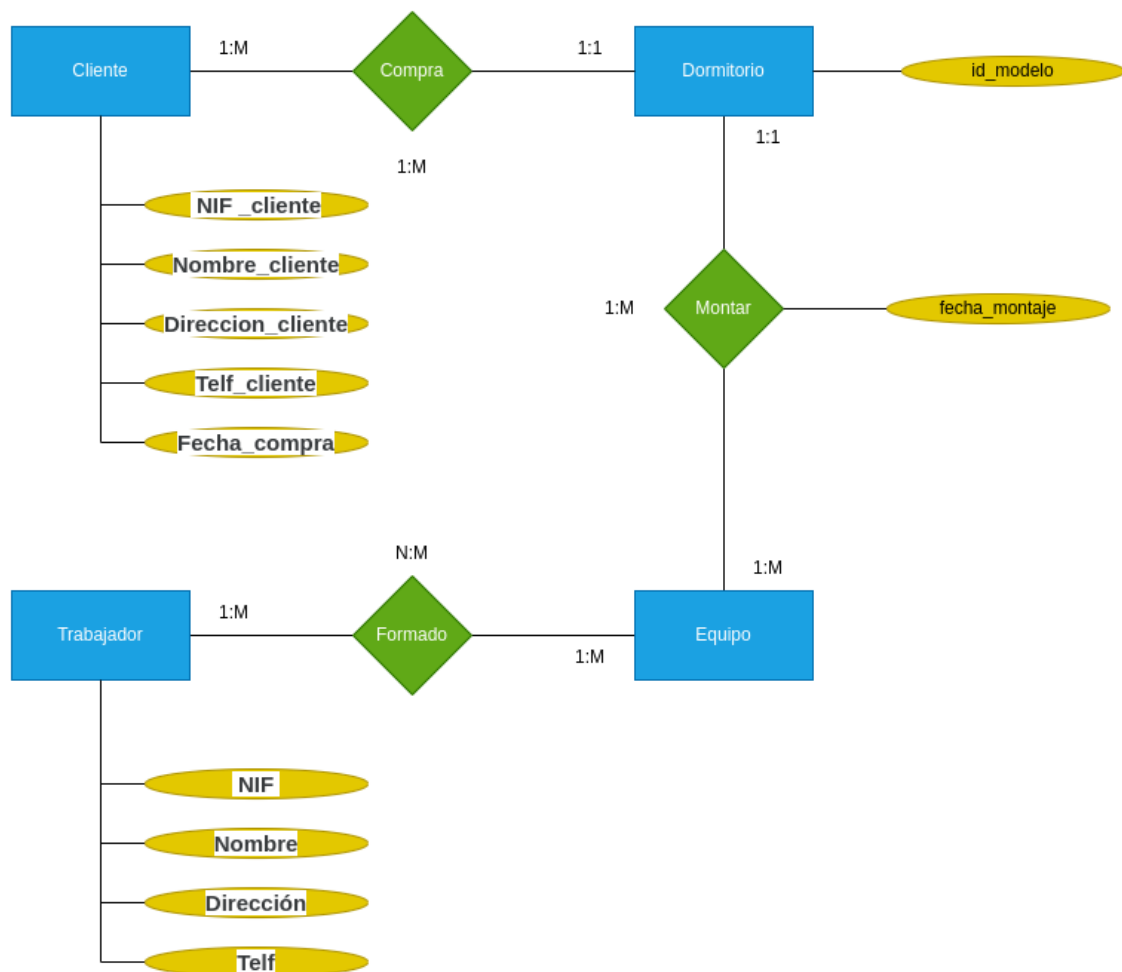 1:M
1:1
Cliente
Compra
Dormitorio
id_modelo
1:1
1:M
NIF _cliente
Nombre_cliente
1:M
Montar
fecha_montaje
Direccion_cliente
Telf_cliente
Fecha_compra
N:M
1:M
1:M
Trabajador
Formado
Equipo
1:M
NIF
Nombre
Dirección
Telf